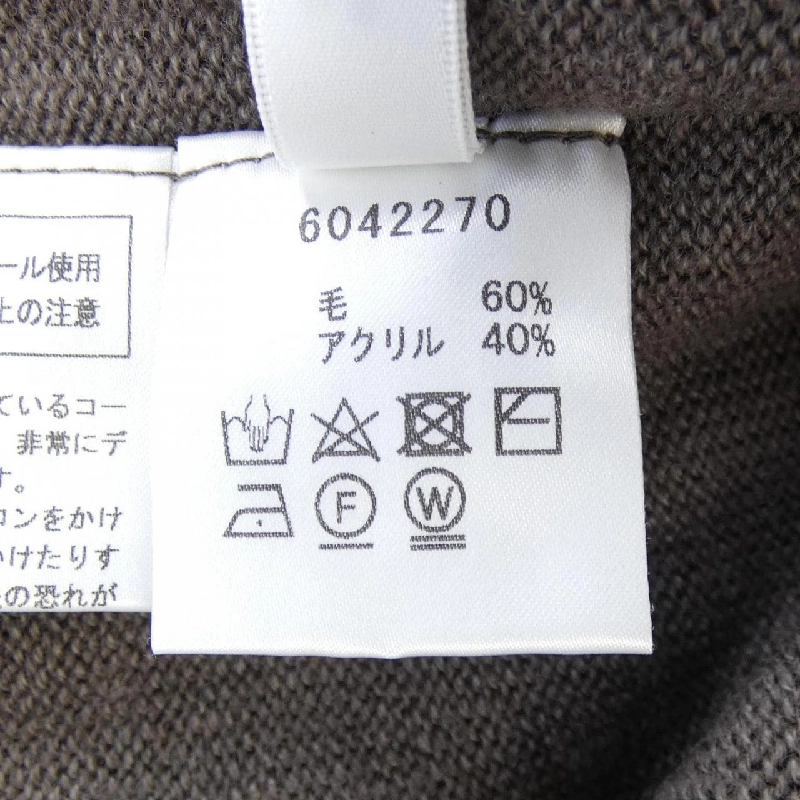 6042270
毛 60%
アクリル 40%
F W
ール使用
上の注意
ているコー
非常にデ
す。
コンをかけ
かけたりす
の恐れが